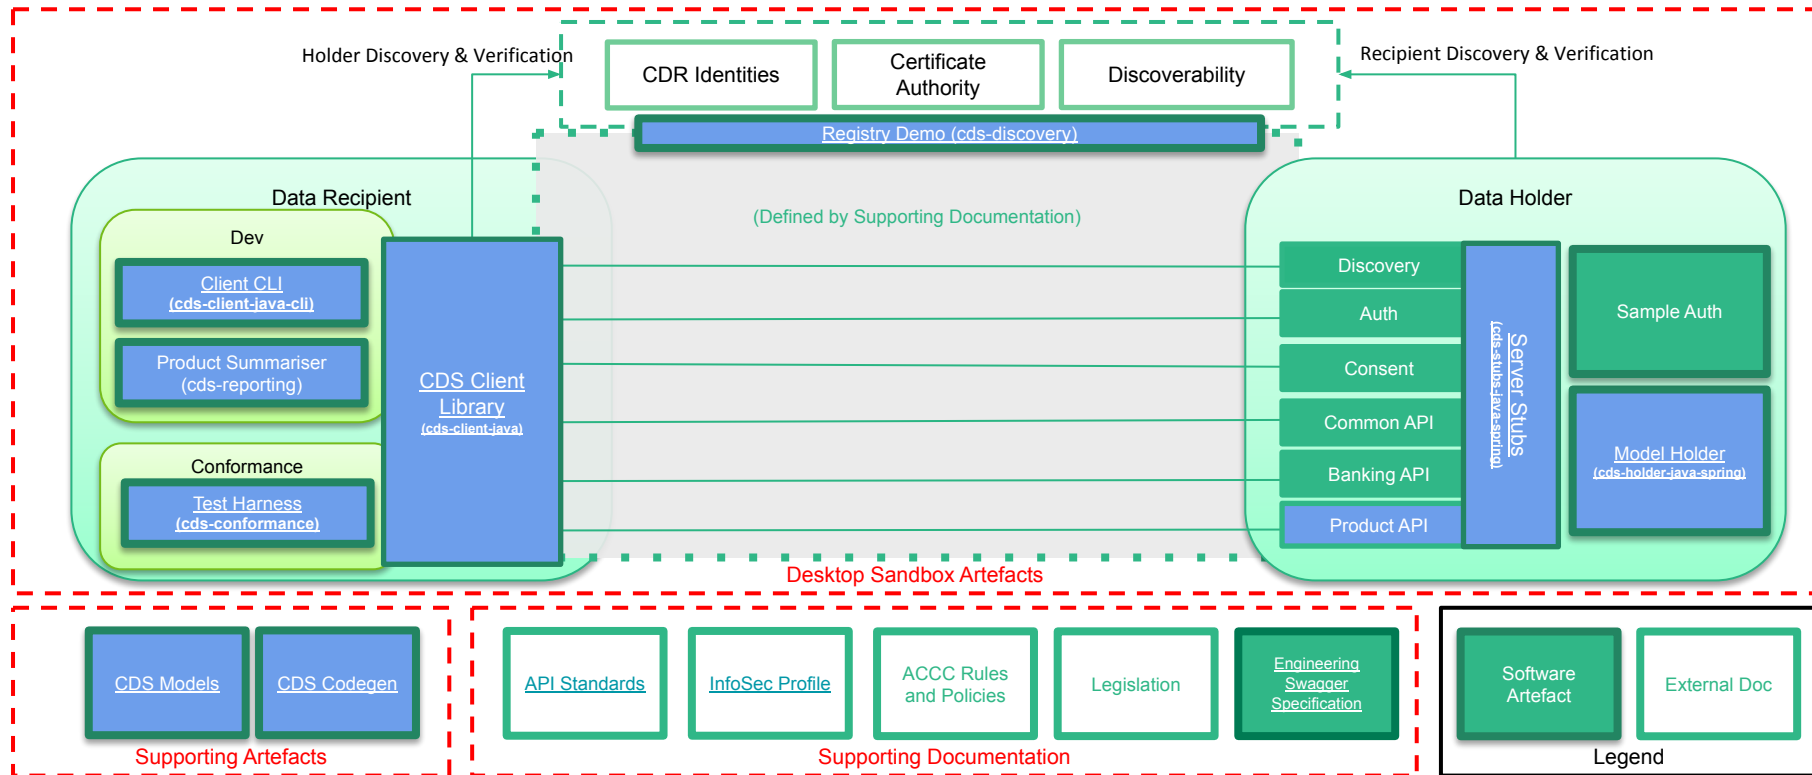 Holder Discovery & Verification
CDR Identities
Certificate
Authority
Discoverability
Recipient Discovery & Verification
Registry Demo (cds-discovery)
Data Recipient
(Defined by Supporting Documentation)
Data Holder
Dev
Client CLI
(cds-client-java-cli)
Product Summariser
(cds-reporting)
CDS Client
Library
(cds-client-java)
Conformance
Test Harness
(cds-conformance)
Discovery
Auth
Consent
Common API
Banking API
Product API
Server Stubs
(cds-stubs-java-spring)
Sample Auth
Model Holder
(cds-holder-java-spring)
Desktop Sandbox Artefacts
CDS Models
CDS Codegen
Supporting Artefacts
API Standards
InfoSec Profile
ACCC Rules
and Policies
Legislation
Engineering
Swagger
Specification
Supporting Documentation
Software
Artefact
External Doc
Legend